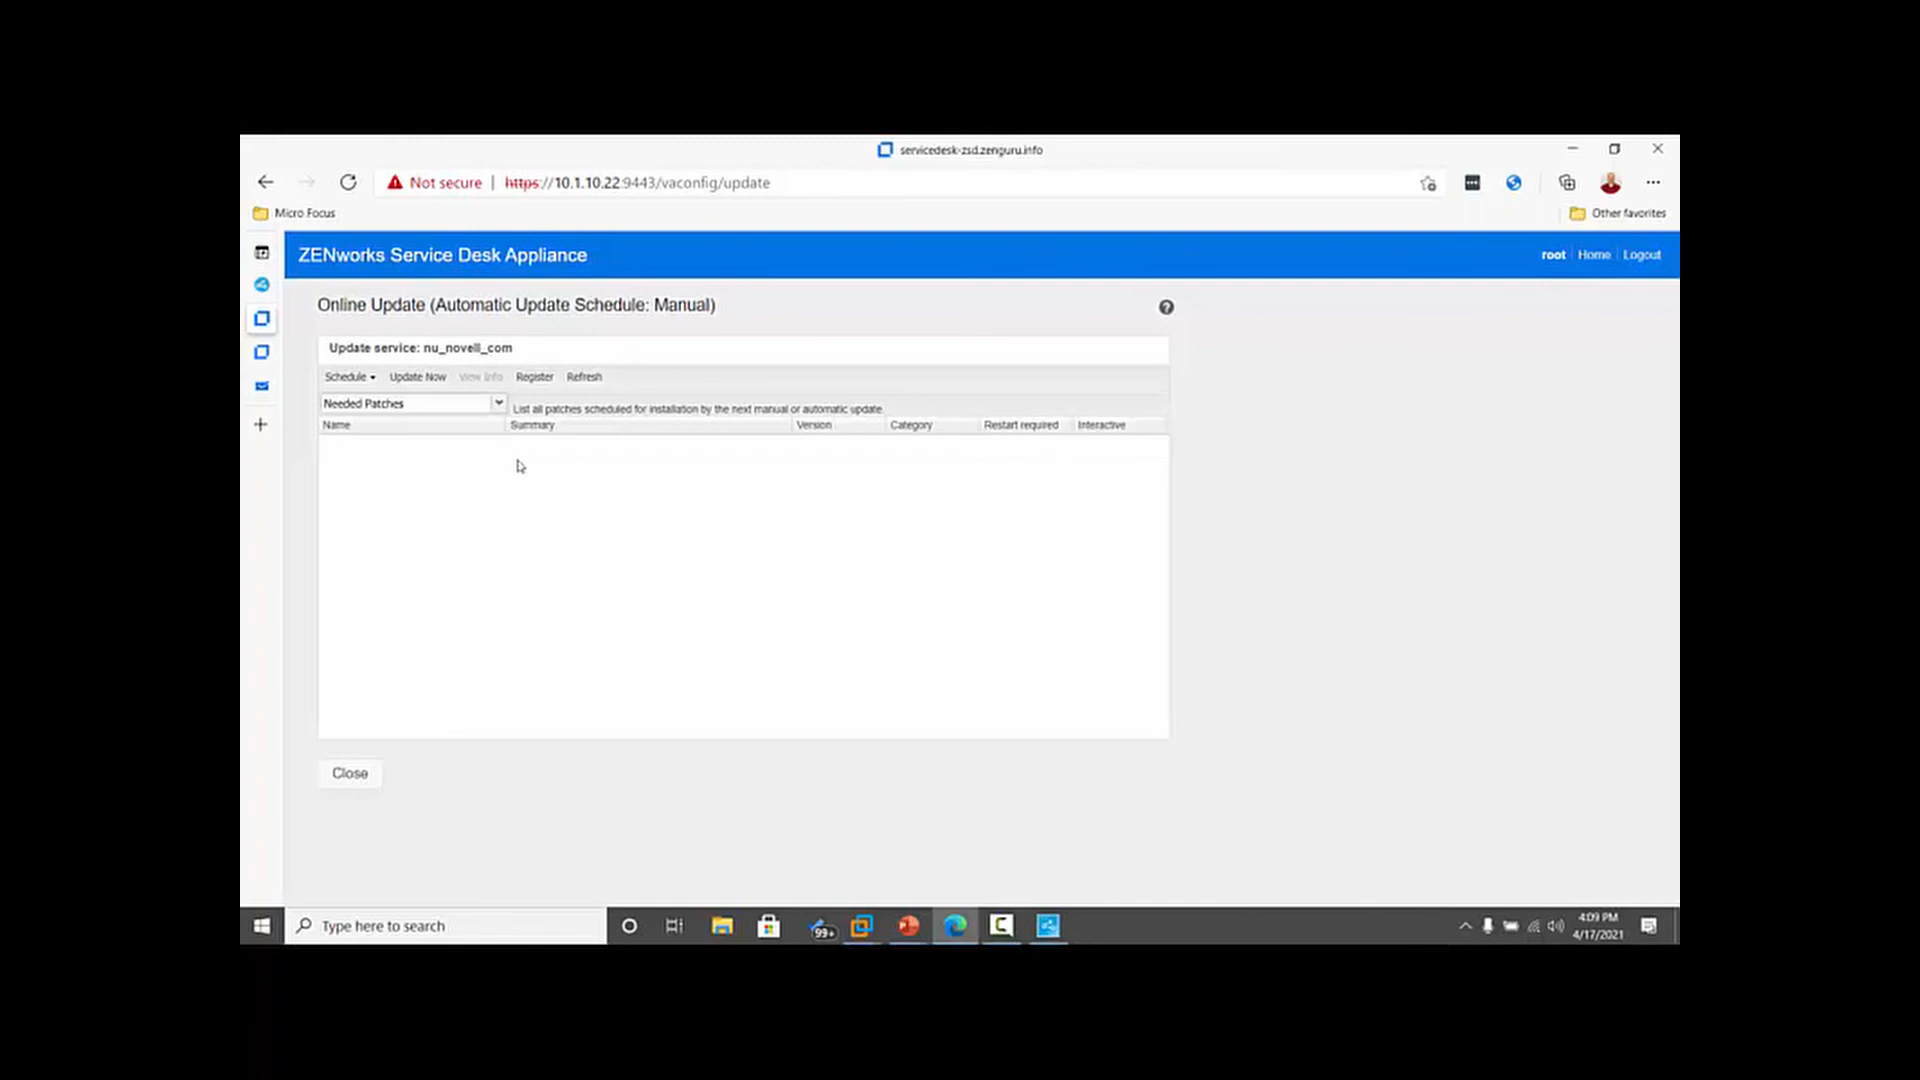 servicedesk-zsd.zenguru.info
Not secure | https://10.1.10.22:9443/vaconfig/update
Micro Focus
Other favorites
ZENworks Service Desk Appliance
root | Home | Logout
Online Update (Automatic Update Schedule: Manual)
Update service: nu_novell_com
Schedule Update Now View Info Register Refresh
Needed Patches
List all patches scheduled for installation by the next manual or automatic update.
Name Summary Version Category Restart required Interactive
Close
Type here to search
99+
4:09 PM
4/17/2021